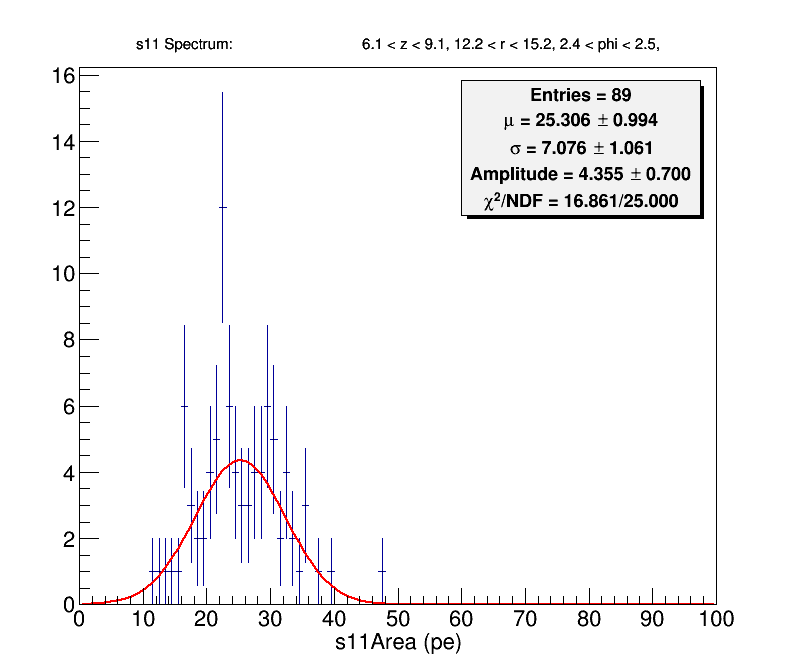 s11 Spectrum: 6.1 < z < 9.1, 12.2 < r < 15.2, 2.4 < phi < 2.5,
Entries = 89
μ = 25.306 ± 0.994
σ = 7.076 ± 1.061
Amplitude = 4.355 ± 0.700
χ²/NDF = 16.861/25.000
16
14
12
10
8
6
4
2
0
0 10 20 30 40 50 60 70 80 90 100
s11Area (pe)